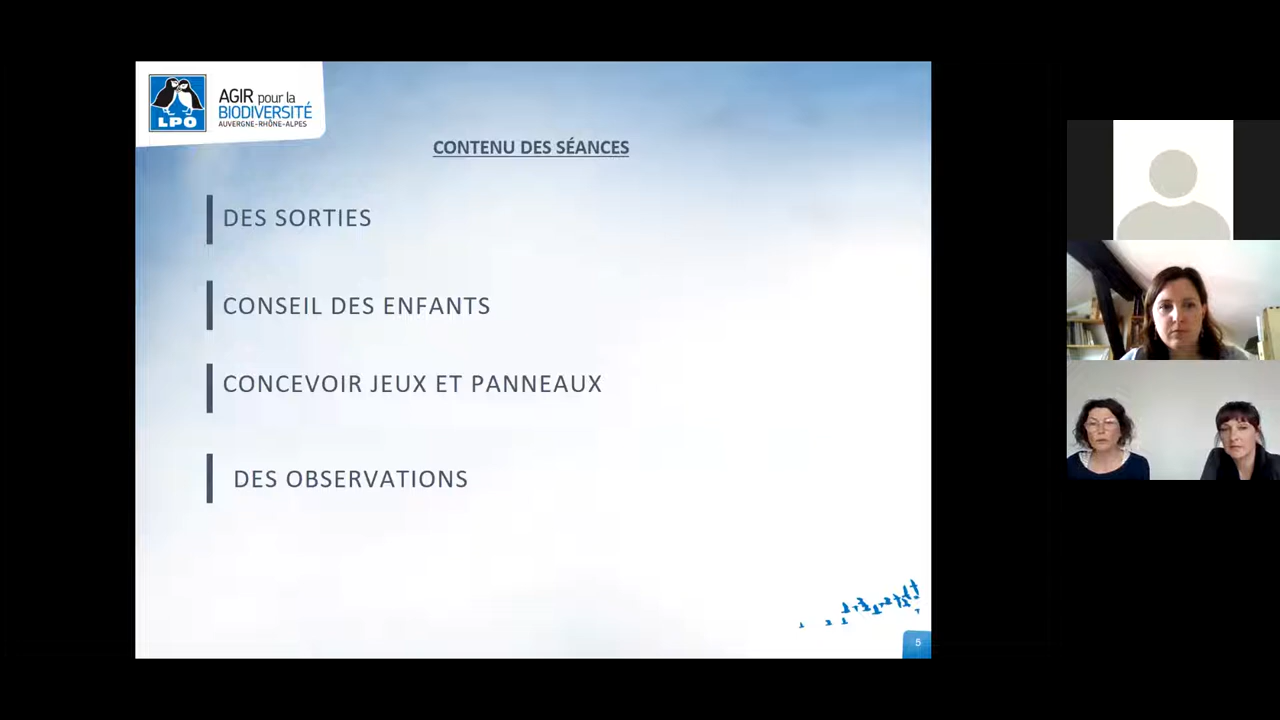 AGIR pour la
BIODIVERSITÉ
AUVERGNE-RHÔNE-ALPES
LPO
CONTENU DES SÉANCES
DES SORTIES
CONSEIL DES ENFANTS
CONCEVOIR JEUX ET PANNEAUX
DES OBSERVATIONS
5